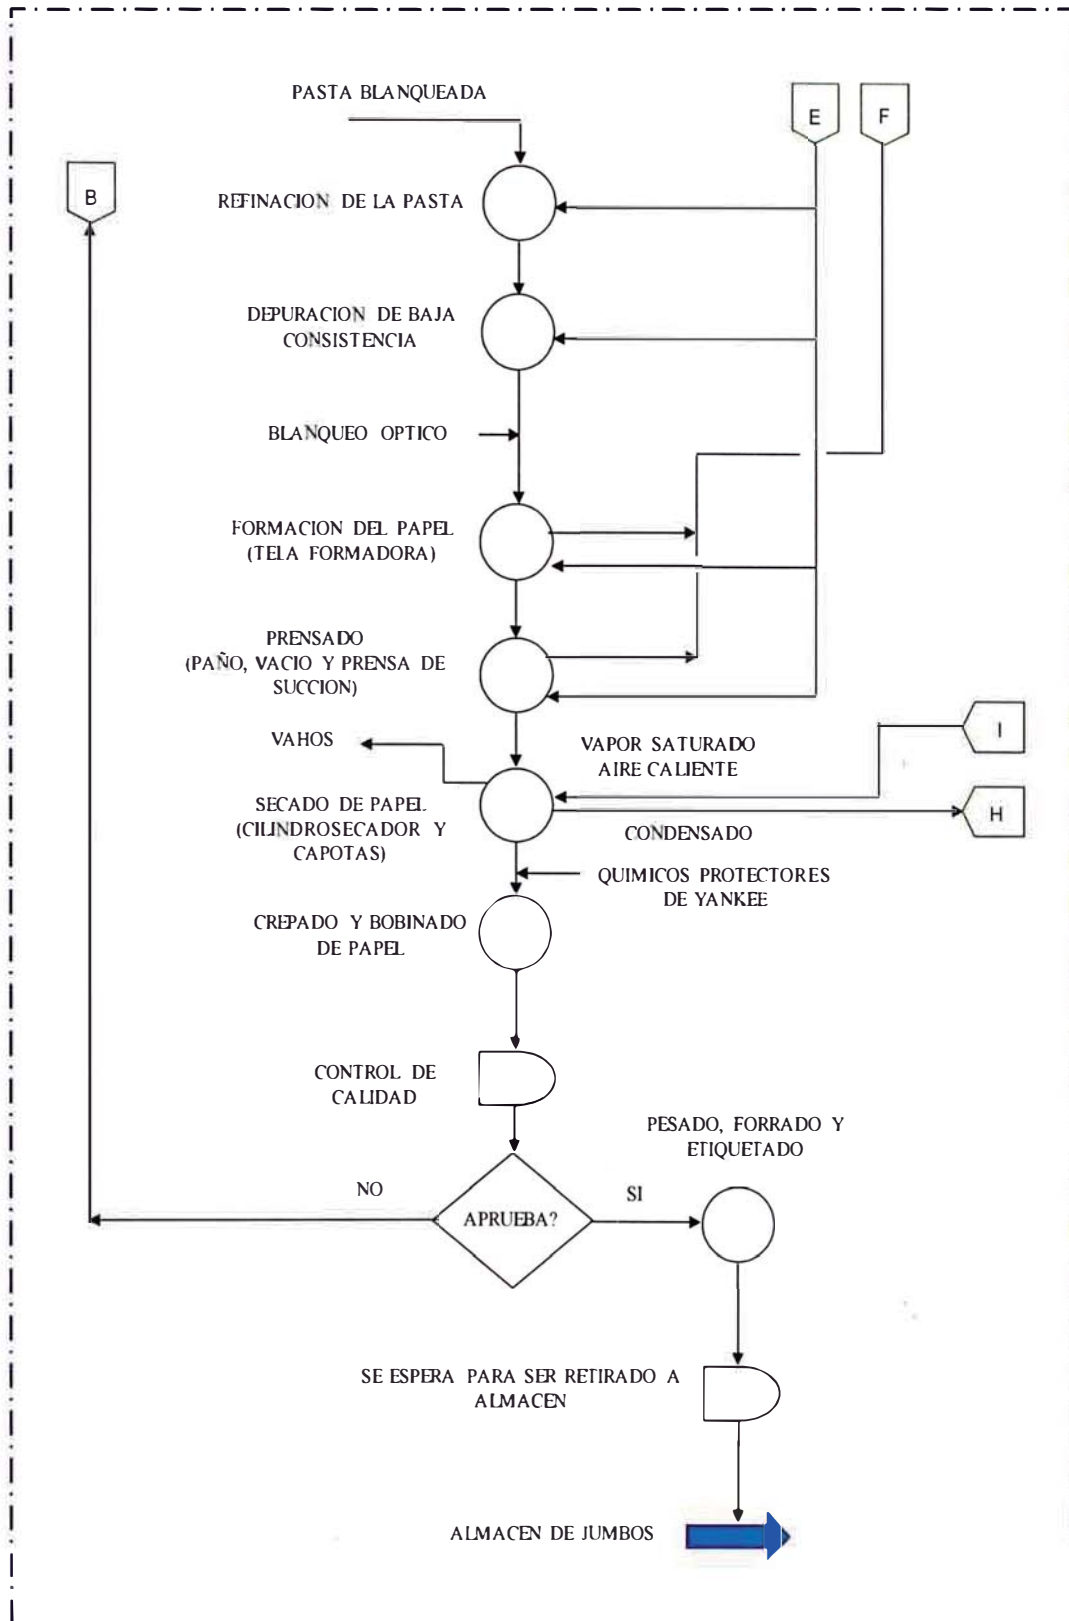 PASTA BLANQUEADA
E
F
B
REFINACION DE LA PASTA
DEPURACION DE BAJA
CONSISTENCIA
BLANQUEO OPTICO
FORMACION DEL PAPEL
(TELA FORMADORA)
PRENSADO
(PAÑO, VACIO Y PRENSA DE
SUCCION)
VAHOS
VAPOR SATURADO
AIRE CALIENTE
I
SECADO DE PAPEL
(CILINDROSECADOR Y
CAPOTAS)
CONDENSADO
H
QUIMICOS PROTECTORES
DE YANKEE
CREPADO Y BOBINADO
DE PAPEL
CONTROL DE
CALIDAD
PESADO, FORRADO Y
ETIQUETADO
NO
APRUEBA?
SI
SE ESPERA PARA SER RETIRADO A
ALMACEN
ALMACEN DE JUMBOS